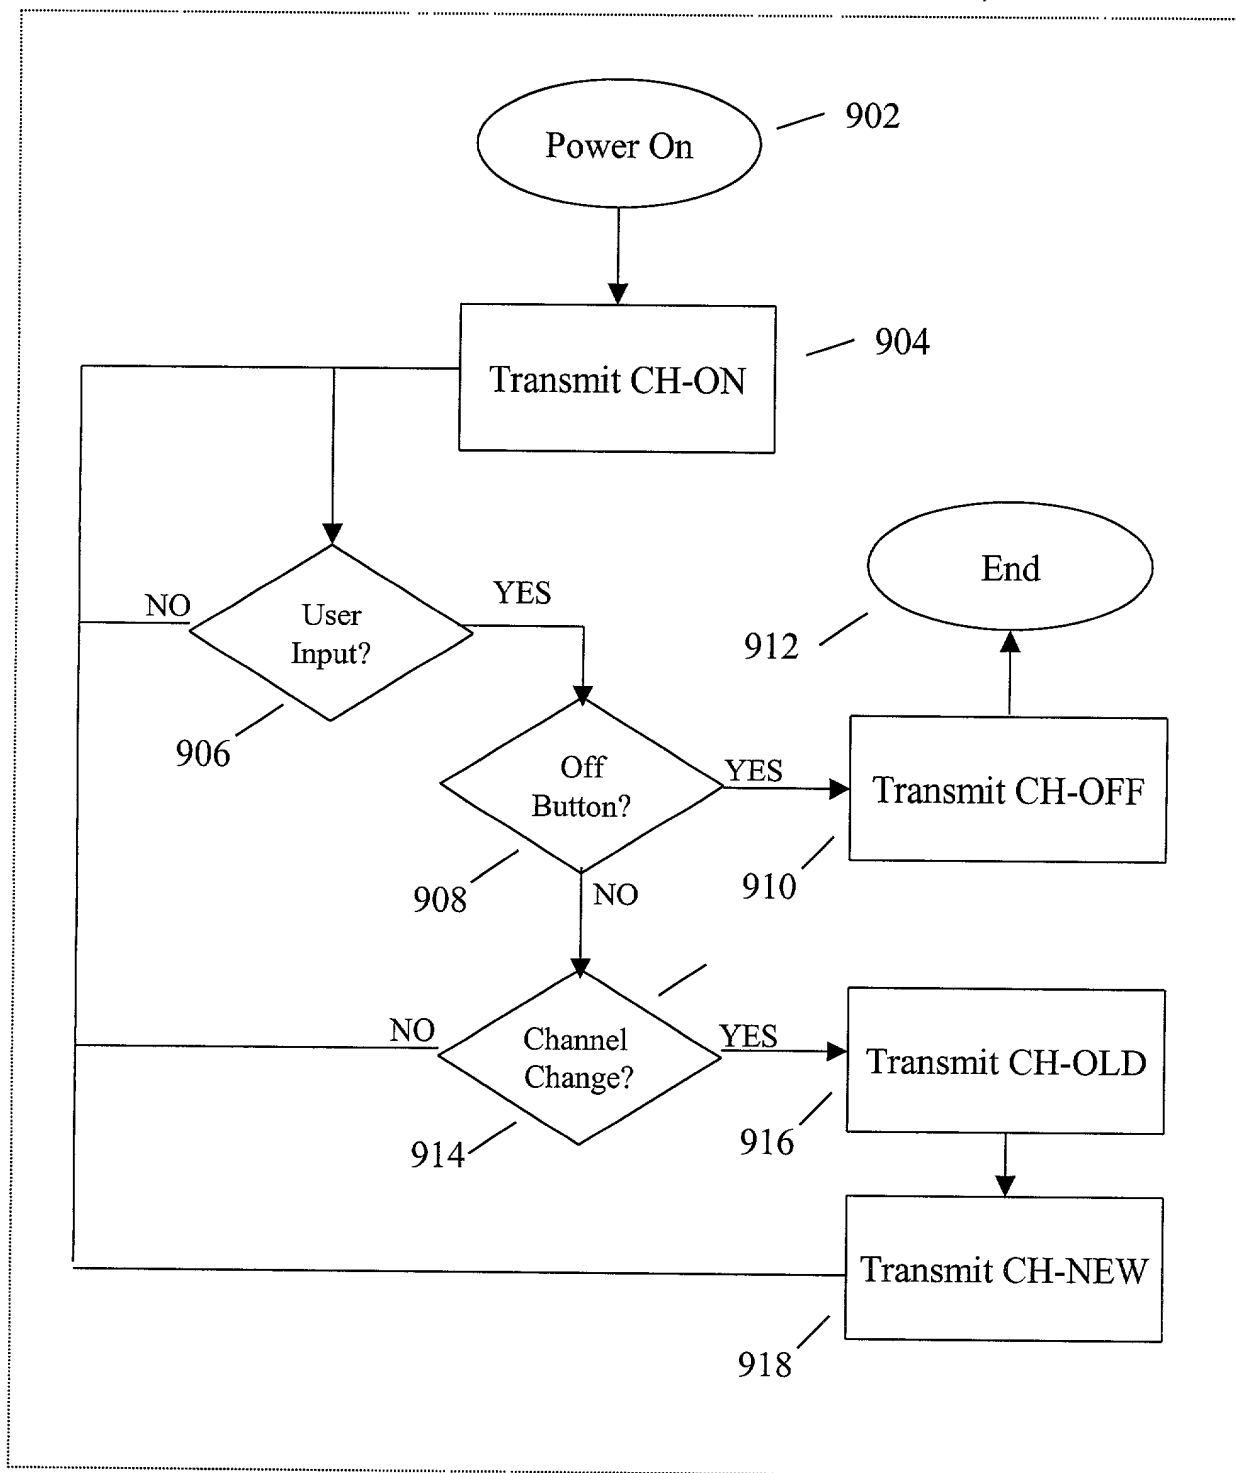 Power On
902
Transmit CH-ON
904
NO
User
Input?
YES
906
End
912
Off
Button?
YES
908
NO
Transmit CH-OFF
910
NO
Channel
Change?
YES
914
Transmit CH-OLD
916
Transmit CH-NEW
918